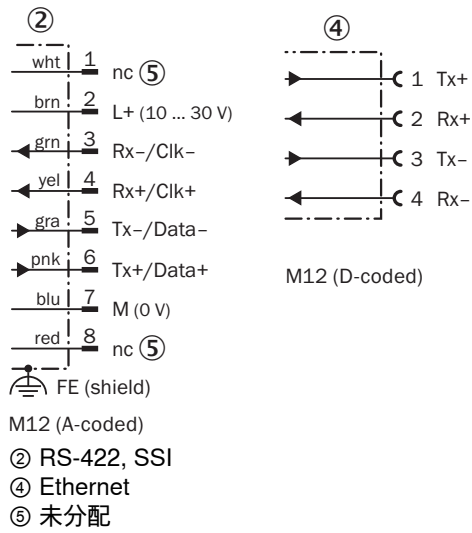 ②
wht 1 nc ⑤
brn 2 L+ (10 ... 30 V)
grn 3 Rx–/Clk–
yel 4 Rx+/Clk+
gra 5 Tx–/Data–
pnk 6 Tx+/Data+
blu 7 M (0 V)
red 8 nc ⑤
FE (shield)
M12 (A-coded)
④
1 Tx+
2 Rx+
3 Tx–
4 Rx–
M12 (D-coded)
② RS-422, SSI
④ Ethernet
⑤ 未分配